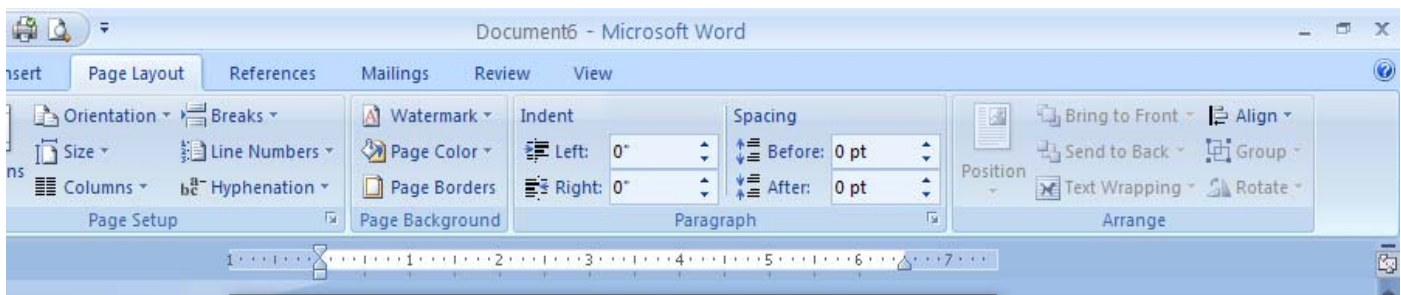 Document6 - Microsoft Word
nsert Page Layout References Mailings Review View
Orientation Breaks Watermark Indent Spacing Bring to Front Align
Size Line Numbers Page Color Left: 0" Before: 0 pt Send to Back Group
ns Columns Hyphenation Page Borders Right: 0" After: 0 pt Position Text Wrapping Rotate
Page Setup Page Background Paragraph Arrange
1 1 2 3 4 5 6 7